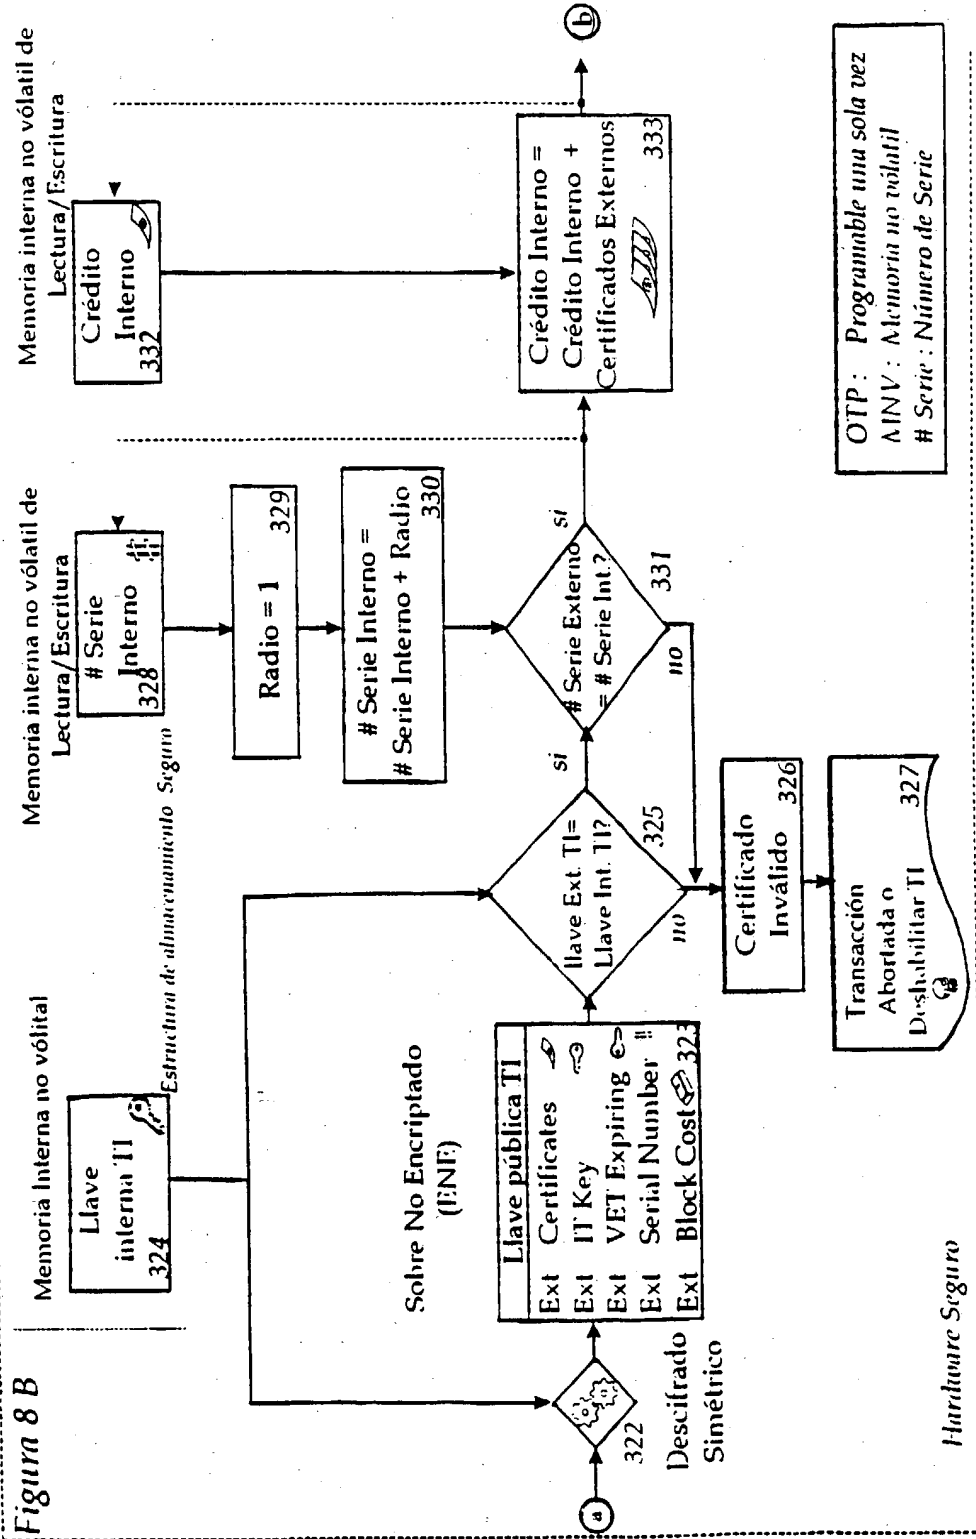 Figura 8 B
Memoria Interna no vólital
Llave
interna TI
324
Estructura de almacenamiento Seguro
Memoria interna no vólatil de
Lectura/Escritura
# Serie
Interno
328
Radio = 1
329
# Serie Interno =
# Serie Interno + Radio
330
Memoria interna no vólatil de
Lectura/Escritura
Crédito
Interno
332
Sobre No Encriptado
(ENE)
a
322
Descifrado
Simétrico
Llave pública TI
Ext Certificates
Ext IT Key
Ext VET Expiring
Ext Serial Number
Ext Block Cost 323
llave Ext. TI=
Llave Int. TI?
325
si
no
# Serie Externo
= # Serie Int.?
331
si
no
Crédito Interno =
Crédito Interno +
Certificados Externos
333
b
Certificado
Inválido
326
Transacción
Abortada o
Deshabilitar TI
327
OTP : Programable una sola vez
MNV : Memoria no volatil
# Serie : Número de Serie
Hardware Seguro